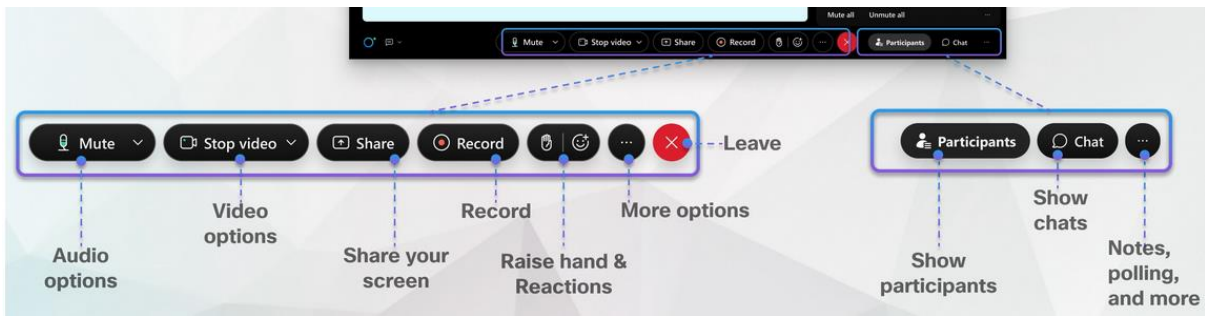 Mute all Unmute all ...
Mute Stop video Share Record ... Participants Chat ...
Mute Stop video Share Record ... Leave
Participants Chat ...
Audio
options
Video
options
Share your
screen
Record
Raise hand &
Reactions
More options
Show
participants
Show
chats
Notes,
polling,
and more